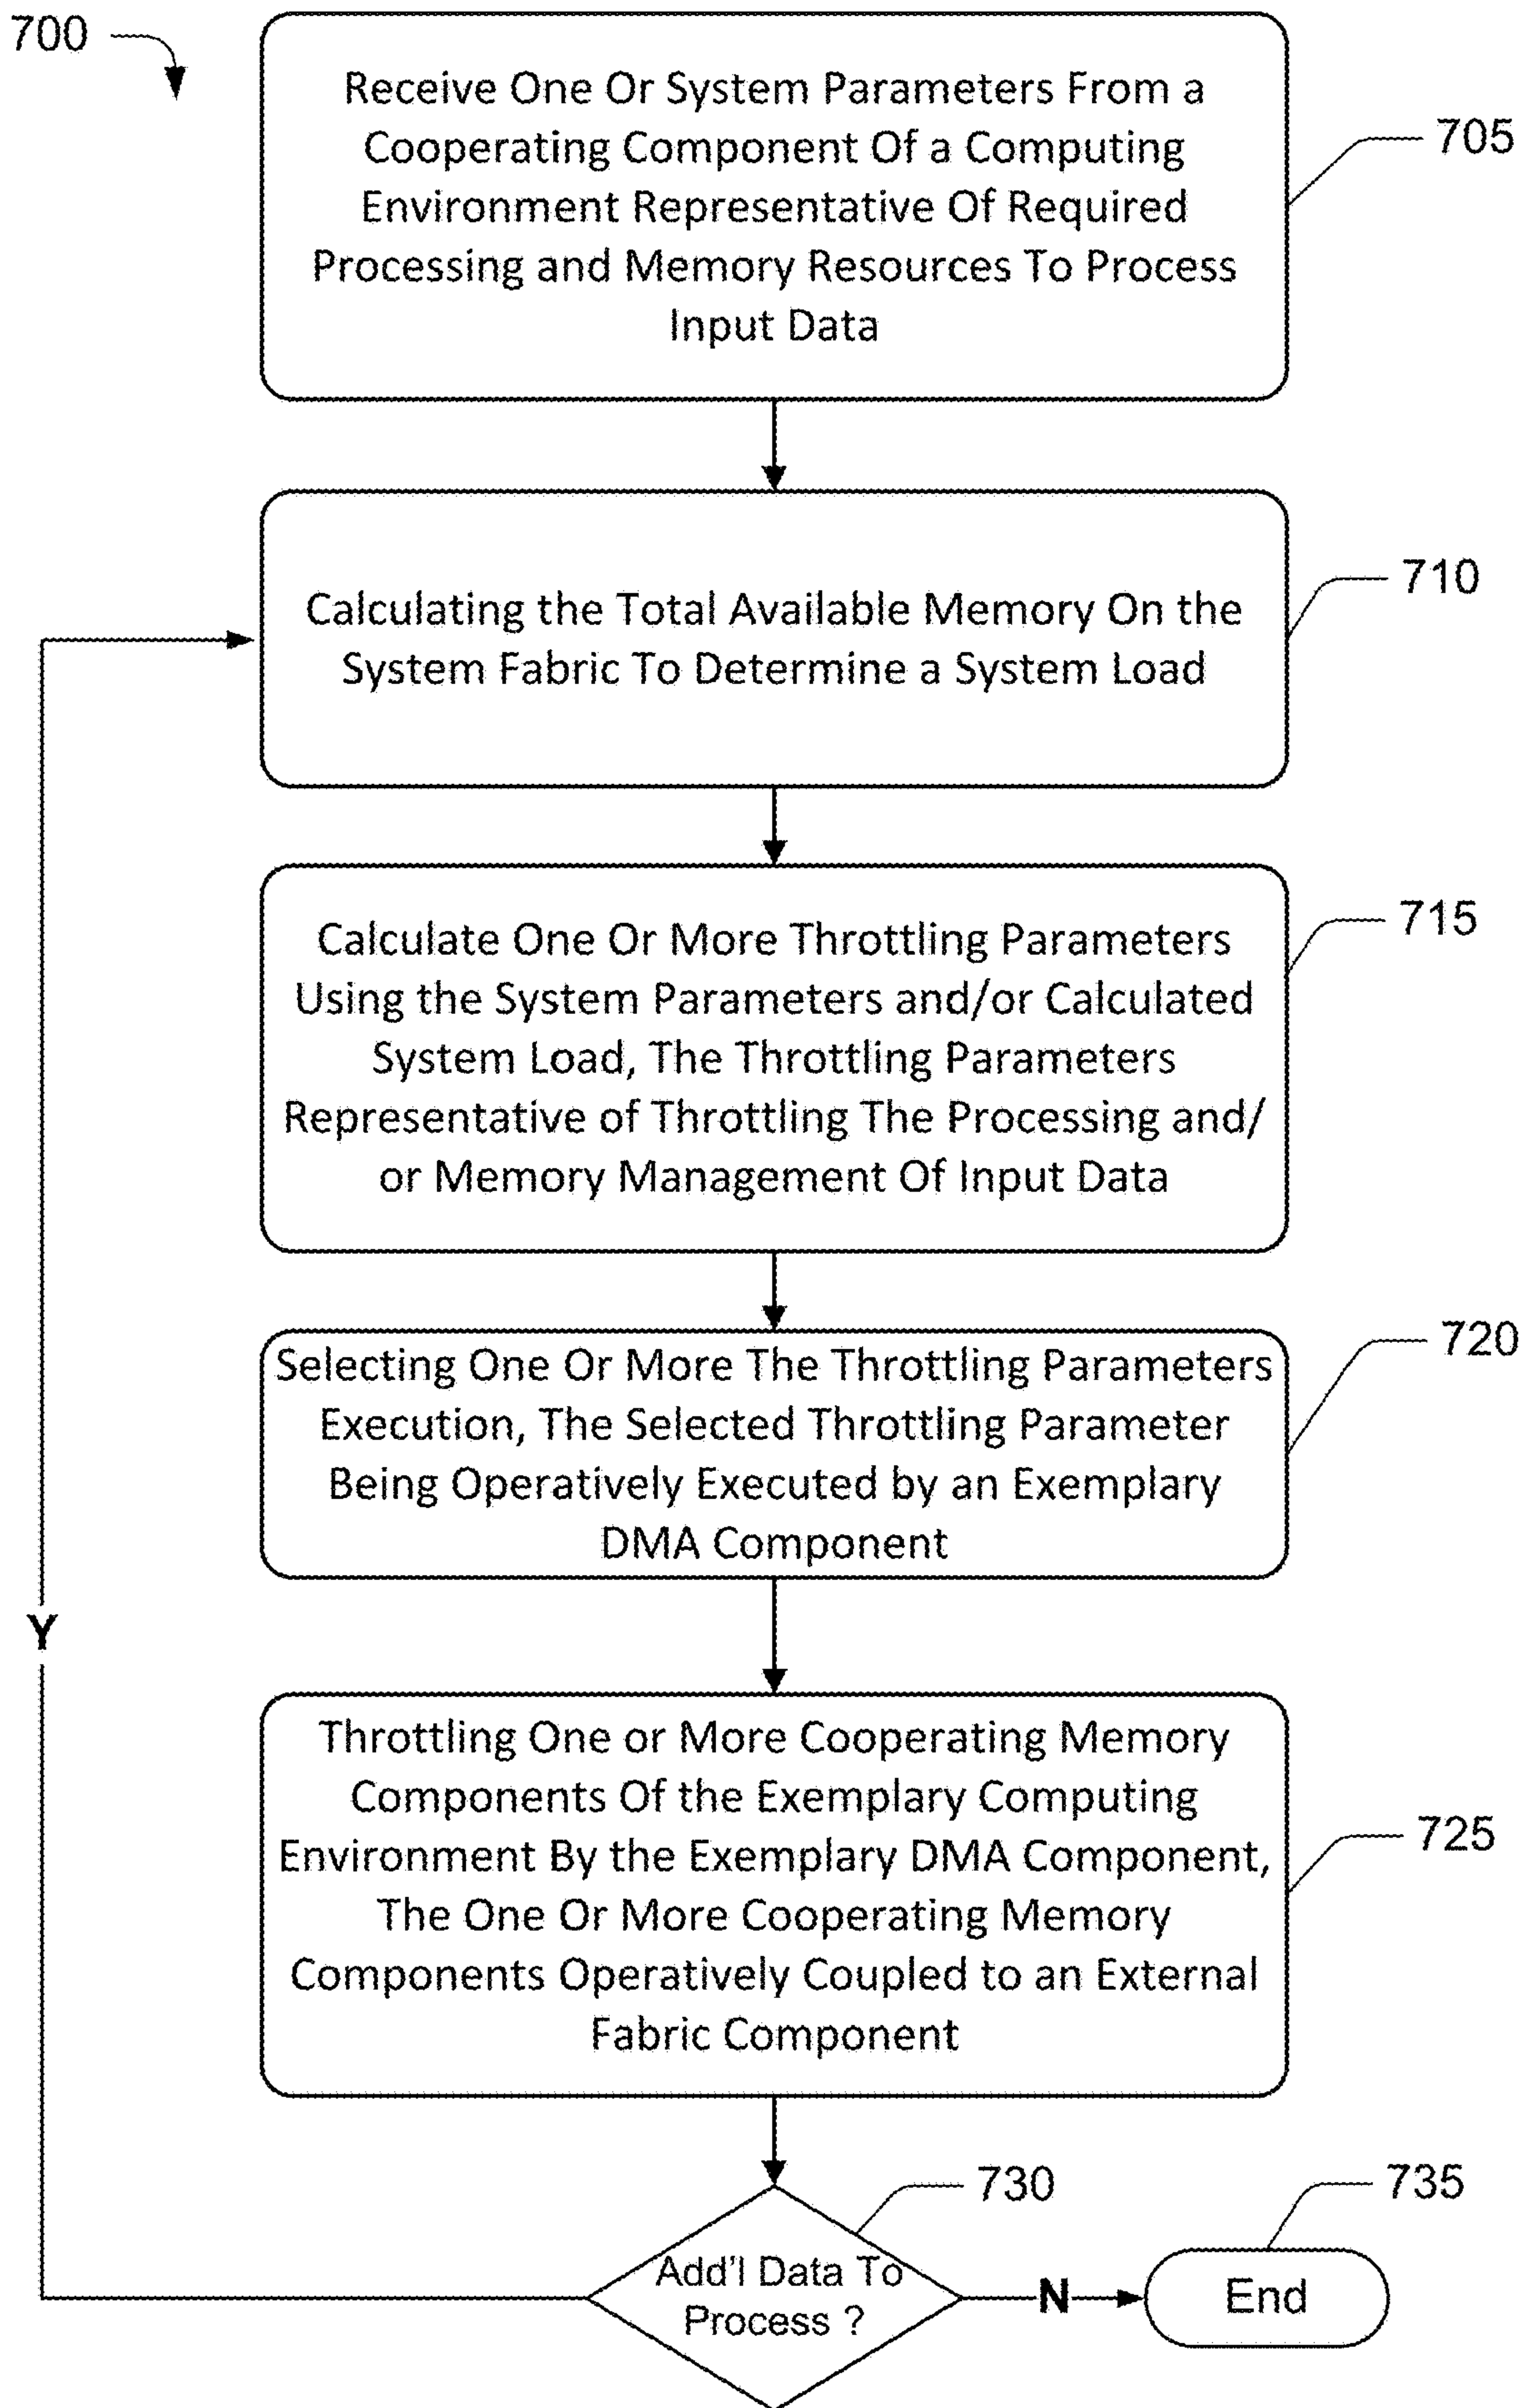 700
Receive One Or System Parameters From a
Cooperating Component Of a Computing
Environment Representative Of Required
Processing and Memory Resources To Process
Input Data
705
Calculating the Total Available Memory On the
System Fabric To Determine a System Load
710
Calculate One Or More Throttling Parameters
Using the System Parameters and/or Calculated
System Load, The Throttling Parameters
Representative of Throttling The Processing and/
or Memory Management Of Input Data
715
Selecting One Or More The Throttling Parameters
Execution, The Selected Throttling Parameter
Being Operatively Executed by an Exemplary
DMA Component
720
Y
Throttling One or More Cooperating Memory
Components Of the Exemplary Computing
Environment By the Exemplary DMA Component,
The One Or More Cooperating Memory
Components Operatively Coupled to an External
Fabric Component
725
730
Add'l Data To
Process ?
N
735
End